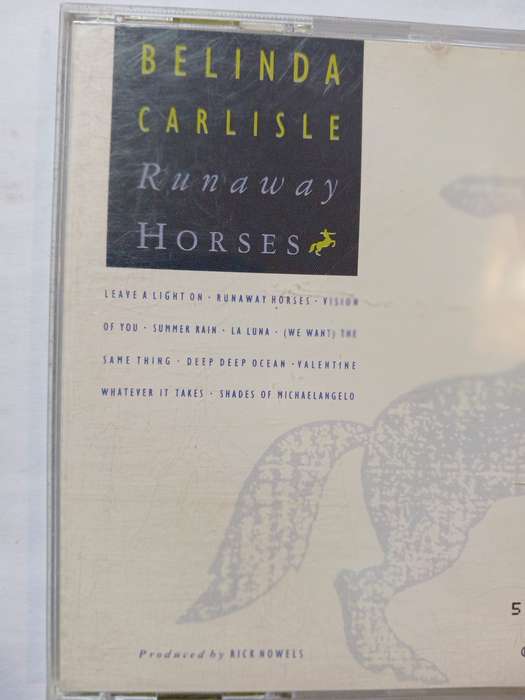 BELINDA
CARLISLE
Runaway
HORSES
LEAVE A LIGHT ON · RUNAWAY HORSES · VISION
OF YOU · SUMMER RAIN · LA LUNA · (WE WANT) THE
SAME THING · DEEP DEEP OCEAN · VALENTINE
WHATEVER IT TAKES · SHADES OF MICHAELANGELO
5
Produced by RICK NOWELS